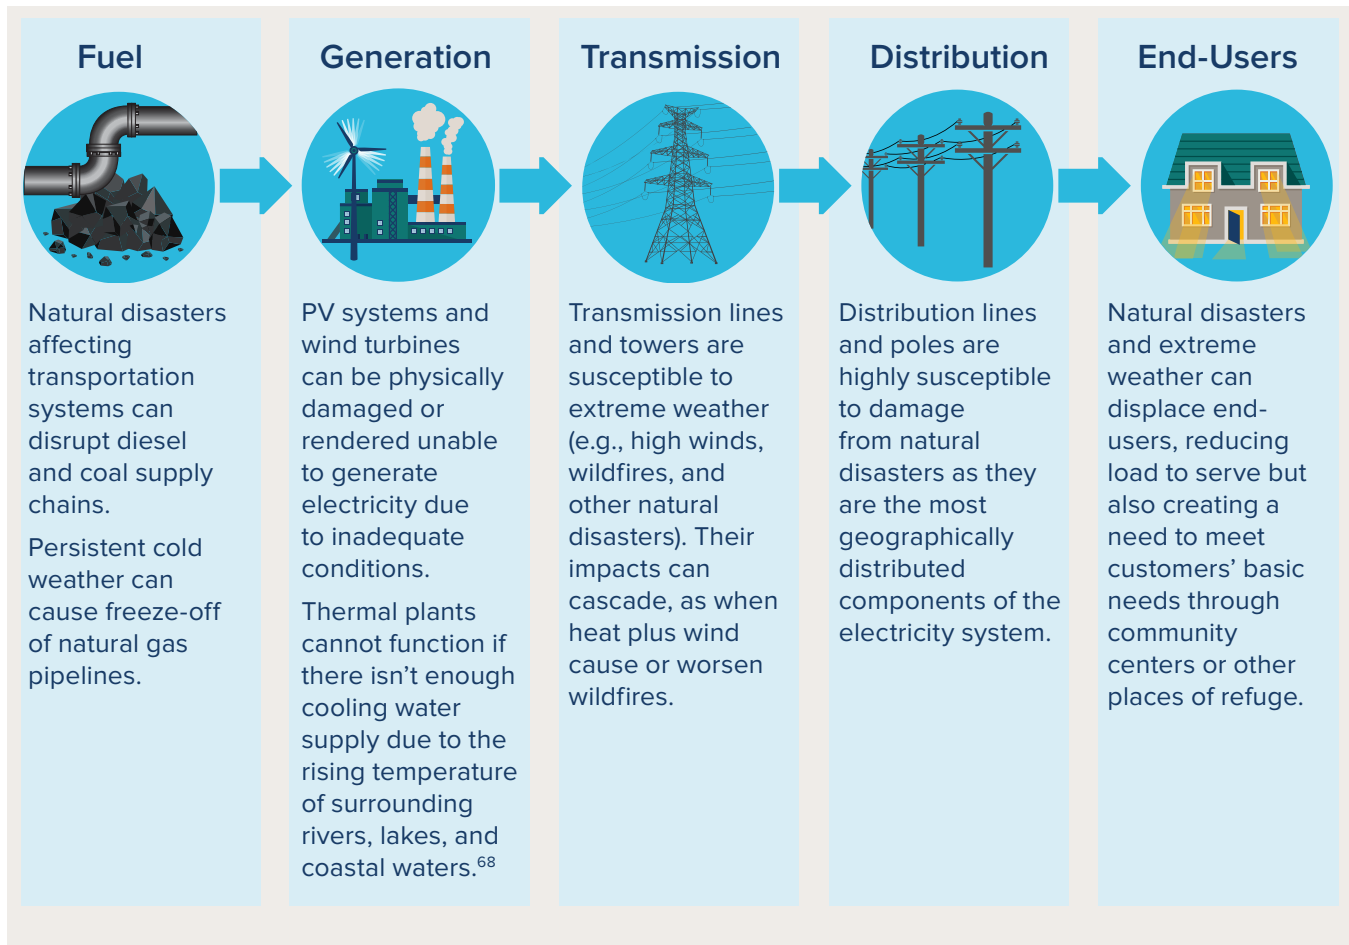 Fuel
Natural disasters
affecting
transportation
systems can
disrupt diesel
and coal supply
chains.
Persistent cold
weather can
cause freeze-off
of natural gas
pipelines.
Generation
PV systems and
wind turbines
can be physically
damaged or
rendered unable
to generate
electricity due
to inadequate
conditions.
Thermal plants
cannot function if
there isn’t enough
cooling water
supply due to the
rising temperature
of surrounding
rivers, lakes, and
coastal waters.68
Transmission
Transmission lines
and towers are
susceptible to
extreme weather
(e.g., high winds,
wildfires, and
other natural
disasters). Their
impacts can
cascade, as when
heat plus wind
cause or worsen
wildfires.
Distribution
Distribution lines
and poles are
highly susceptible
to damage
from natural
disasters as they
are the most
geographically
distributed
components of the
electricity system.
End-Users
Natural disasters
and extreme
weather can
displace end-
users, reducing
load to serve but
also creating a
need to meet
customers’ basic
needs through
community
centers or other
places of refuge.